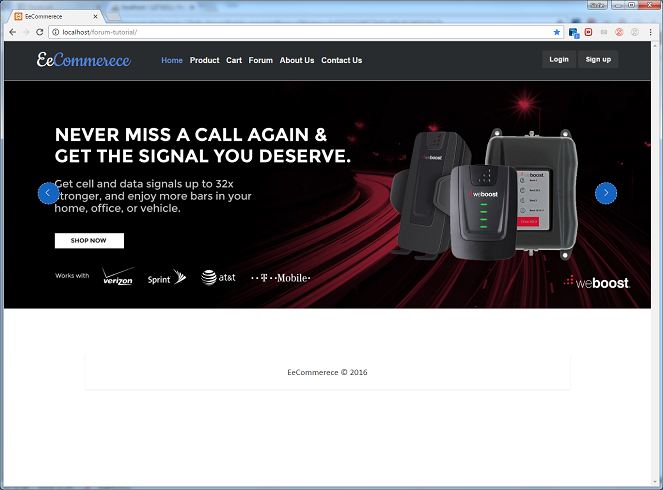 EeCommerece
localhost/forum-tutorial/
EeCommerece
Home Product Cart Forum About Us Contact Us
Login Sign up
NEVER MISS A CALL AGAIN &
GET THE SIGNAL YOU DESERVE.
Get cell and data signals up to 32x
stronger, and enjoy more bars in your
home, office, or vehicle.
SHOP NOW
Works with verizon Sprint at&t T Mobile
weboost
weboost
weboost
EeCommerece © 2016